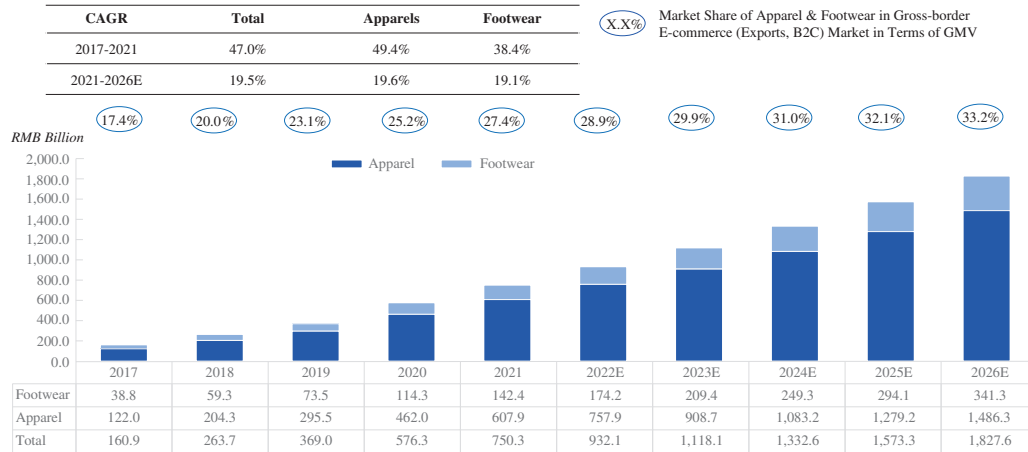 CAGR Total Apparels Footwear
2017-2021 47.0% 49.4% 38.4%
2021-2026E 19.5% 19.6% 19.1%
X.X% Market Share of Apparel & Footwear in Gross-border
E-commerce (Exports, B2C) Market in Terms of GMV
17.4% 20.0% 23.1% 25.2% 27.4% 28.9% 29.9% 31.0% 32.1% 33.2%
RMB Billion
Apparel Footwear
2,000.0
1,800.0
1,600.0
1,400.0
1,200.0
1,000.0
800.0
600.0
400.0
200.0
0.0
2017 2018 2019 2020 2021 2022E 2023E 2024E 2025E 2026E
Footwear 38.8 59.3 73.5 114.3 142.4 174.2 209.4 249.3 294.1 341.3
Apparel 122.0 204.3 295.5 462.0 607.9 757.9 908.7 1,083.2 1,279.2 1,486.3
Total 160.9 263.7 369.0 576.3 750.3 932.1 1,118.1 1,332.6 1,573.3 1,827.6